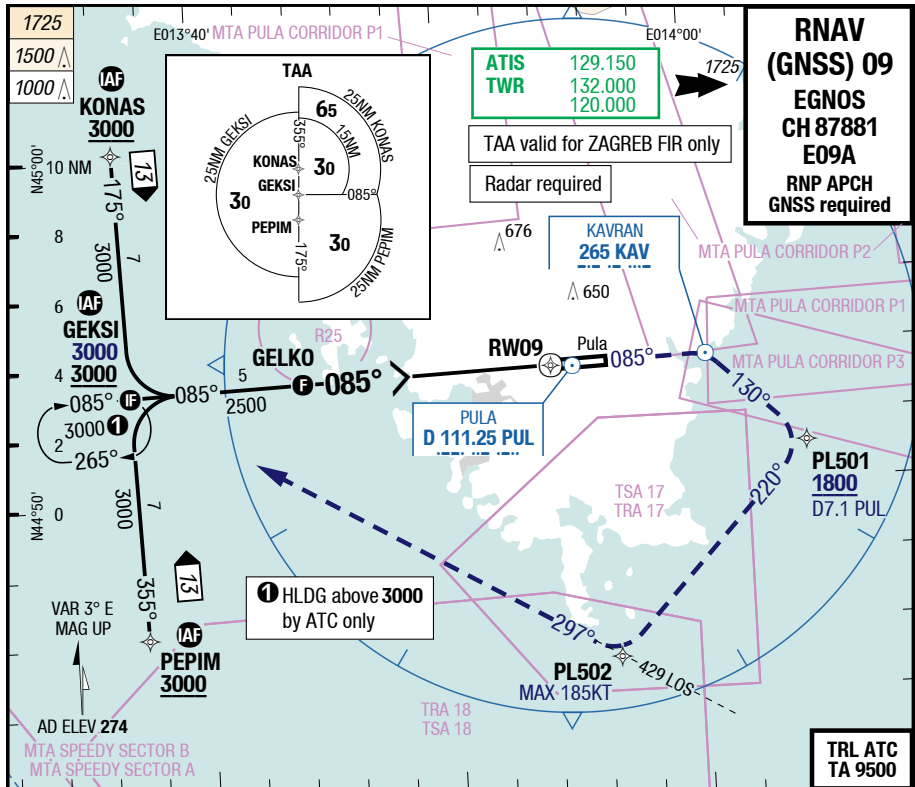 1725
1500
1000
E013°40'
MTA PULA CORRIDOR P1
E014°00'
ATIS 129.150
TWR 132.000
120.000
1725
RNAV
(GNSS) 09
EGNOS
CH 87881
E09A
RNP APCH
GNSS required
TAA valid for ZAGREB FIR only
Radar required
TAA
65
25NM KONAS
25NM GEKSI
355°
15NM
KONAS
30
GEKSI
085°
30
PEPIM
30
175°
25NM PEPIM
IAF
KONAS
3000
N45°00'
10 NM
13
175°
8
3000
7
6
IAF
GEKSI
3000
3000
4
085°
IF
3000 1
2
265°
085°
5
2500
GELKO
F
085°
R25
676
650
KAVRAN
265 KAV
MTA PULA CORRIDOR P2
MTA PULA CORRIDOR P1
MTA PULA CORRIDOR P3
RW09
Pula
085°
PULA
D 111.25 PUL
130°
PL501
1800
D7.1 PUL
220°
TSA 17
TRA 17
N44°50'
0
3000
7
355°
13
IAF
PEPIM
3000
1 HLDG above 3000
by ATC only
VAR 3° E
MAG UP
AD ELEV 274
MTA SPEEDY SECTOR B
MTA SPEEDY SECTOR A
297°
PL502
MAX 185KT
429 LOS
TRA 18
TSA 18
TRL ATC
TA 9500